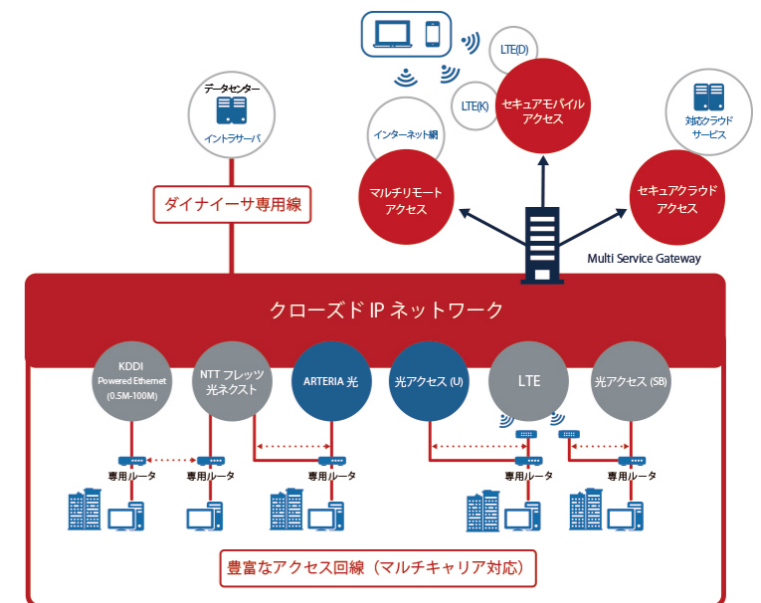 データセンター
イントラサーバ
ダイナイーサ専用線
LTE(D)
LTE(K)
セキュアモバイル
アクセス
インターネット網
マルチリモート
アクセス
対応クラウド
サービス
セキュアクラウド
アクセス
Multi Service Gateway
クローズド IP ネットワーク
KDDI
Powered Ethernet
(0.5M-100M)
NTT フレッツ
光ネクスト
ARTERIA 光
光アクセス (U)
LTE
光アクセス (SB)
専用ルータ
専用ルータ
専用ルータ
専用ルータ
専用ルータ
豊富なアクセス回線（マルチキャリア対応）